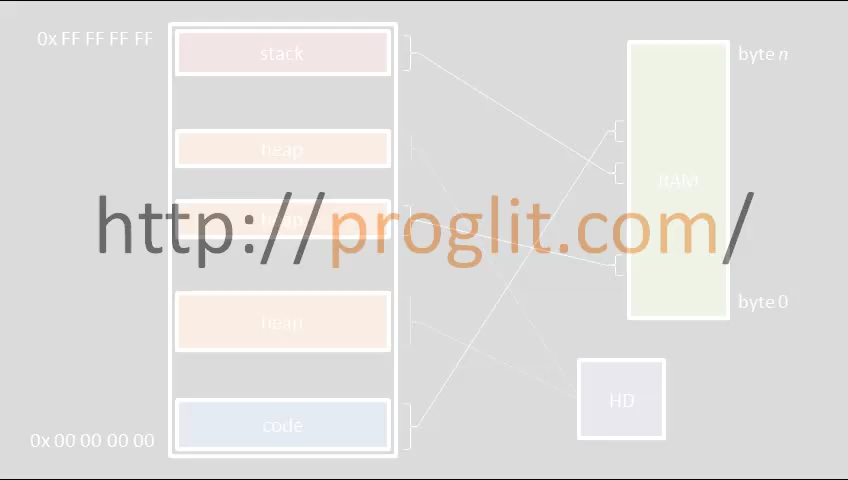 0x FF FF FF FF
stack
byte n
heap
RAM
heap
http://proglit.com/
byte 0
heap
HD
code
0x 00 00 00 00